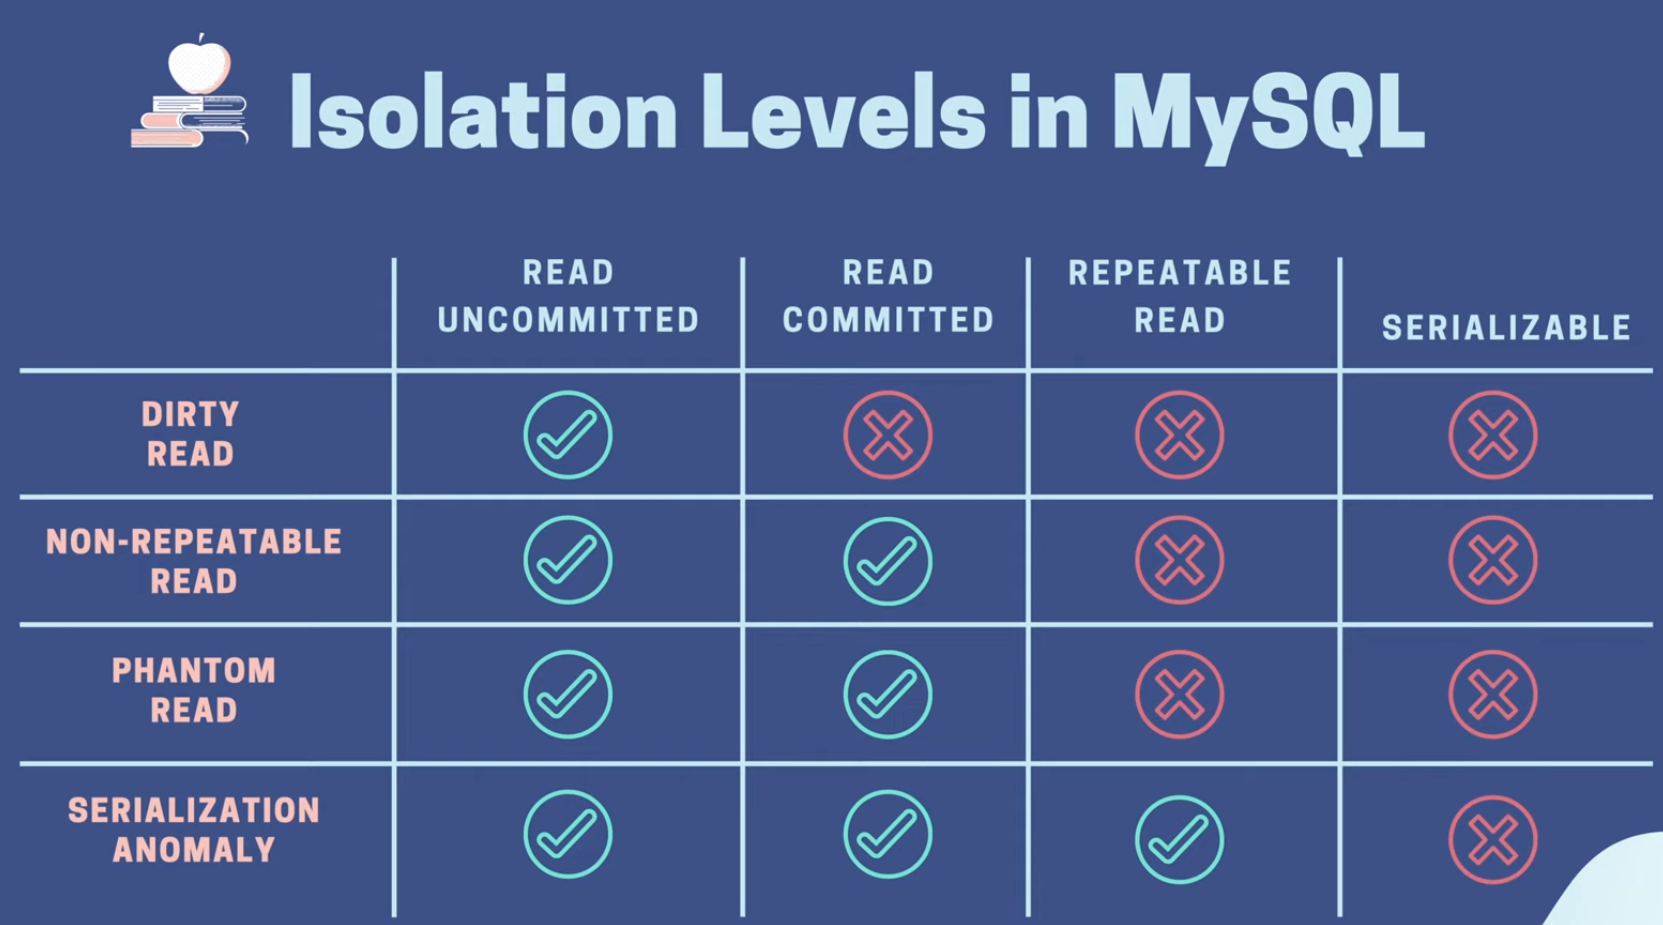 Isolation Levels in MySQL
READ
UNCOMMITTED
READ
COMMITTED
REPEATABLE
READ
SERIALIZABLE
DIRTY
READ
NON-REPEATABLE
READ
PHANTOM
READ
SERIALIZATION
ANOMALY